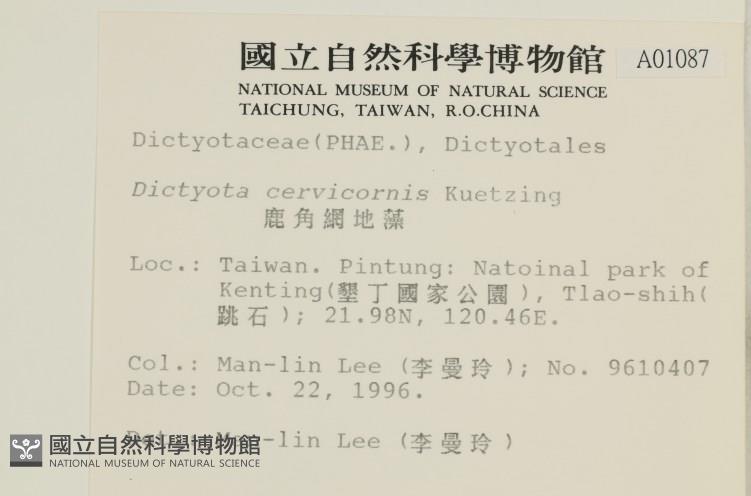 國立自然科學博物館 A01087
NATIONAL MUSEUM OF NATURAL SCIENCE
TAICHUNG, TAIWAN, R.O.CHINA
Dictyotaceae(PHAE.), Dictyotales
Dictyota cervicornis Kuetzing
鹿角網地藻
Loc.: Taiwan. Pintung: Natoinal park of
Kenting(墾丁國家公園), Tlao-shih(
跳石); 21.98N, 120.46E.
Col.: Man-lin Lee (李曼玲); No. 9610407
Date: Oct. 22, 1996.
Man-lin Lee (李曼玲)
國立自然科學博物館
NATIONAL MUSEUM OF NATURAL SCIENCE